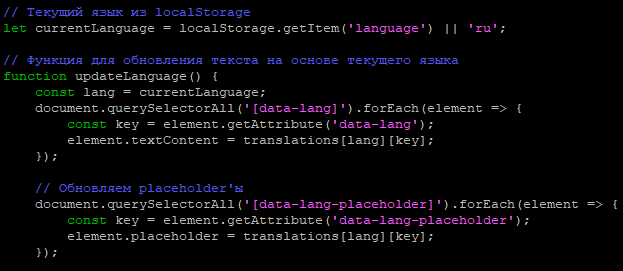 // Текущий язык из localStorage
let currentLanguage = localStorage.getItem('language') || 'ru';

// Функция для обновления текста на основе текущего языка
function updateLanguage() {
    const lang = currentLanguage;
    document.querySelectorAll('[data-lang]').forEach(element => {
        const key = element.getAttribute('data-lang');
        element.textContent = translations[lang][key];
    });

    // Обновляем placeholder'ы
    document.querySelectorAll('[data-lang-placeholder]').forEach(element => {
        const key = element.getAttribute('data-lang-placeholder');
        element.placeholder = translations[lang][key];
    });